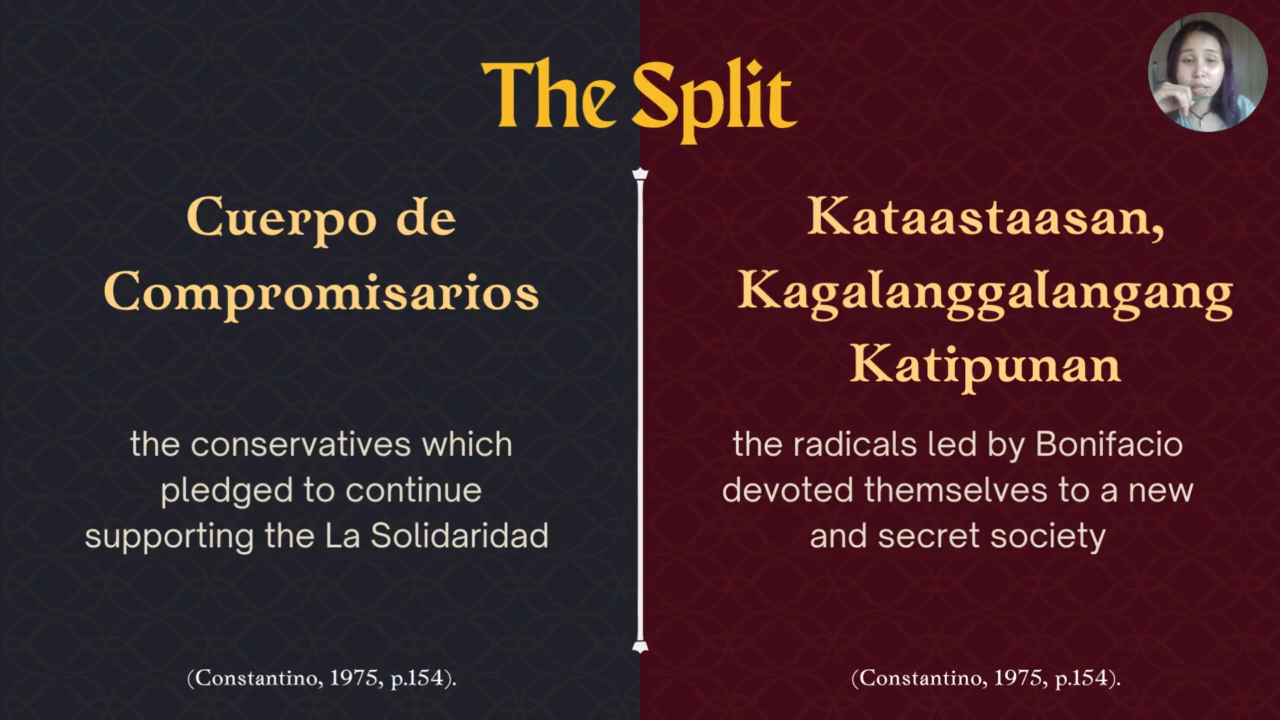 The Split
Cuerpo de
Compromisarios
the conservatives which
pledged to continue
supporting the La Solidaridad
(Constantino, 1975, p.154).
Kataastaasan,
Kagalanggalangang
Katipunan
the radicals led by Bonifacio
devoted themselves to a new
and secret society
(Constantino, 1975, p.154).